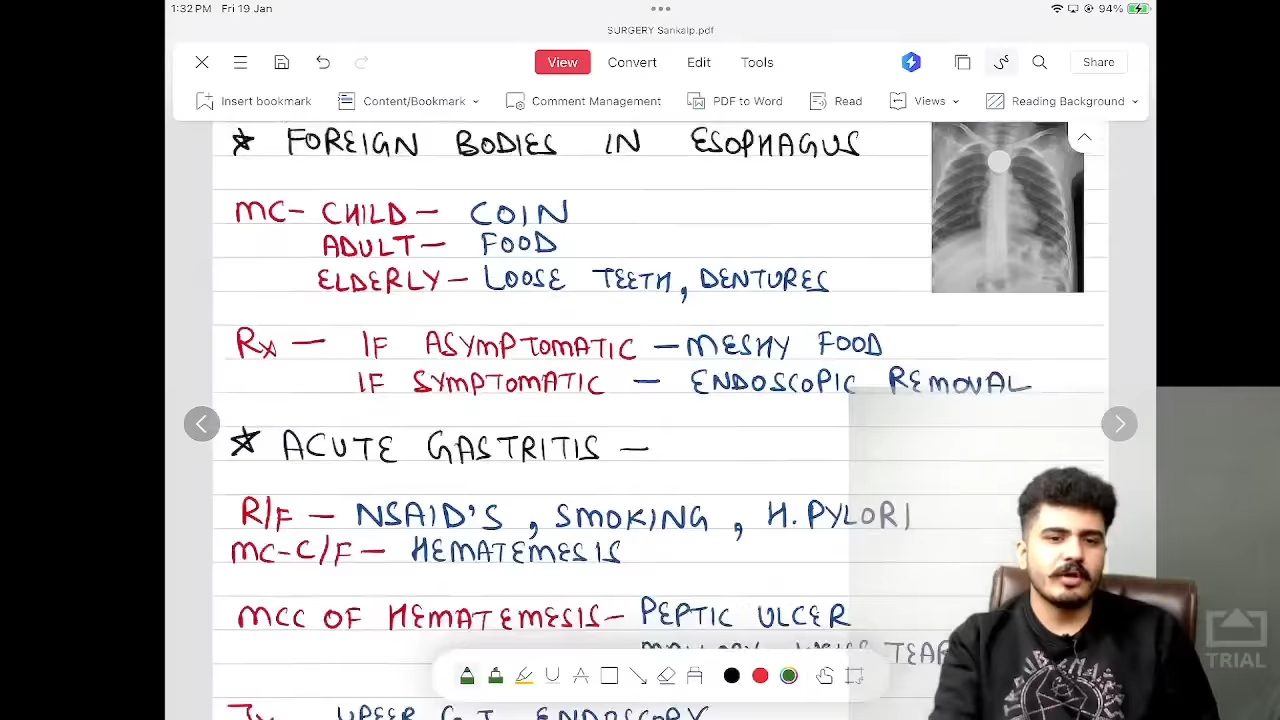 1:32 PM Fri 19 Jan
94%
SURGERY Sankalp.pdf
View Convert Edit Tools Share
Insert bookmark Content/Bookmark Comment Management PDF to Word Read Views Reading Background
★ FOREIGN BODIES IN ESOPHAGUS
MC- CHILD – COIN
ADULT – FOOD
ELDERLY – LOOSE TEETH, DENTURES
Rx – IF ASYMPTOMATIC – MESHY FOOD
IF SYMPTOMATIC – ENDOSCOPIC REMOVAL
★ ACUTE GASTRITIS –
R/F – NSAID'S, SMOKING, H. PYLORI
MC-C/F – HEMATEMESIS
MCC OF HEMATEMESIS – PEPTIC ULCER
TEAR
UPPER G.I ENDOSCOPY
TRIAL